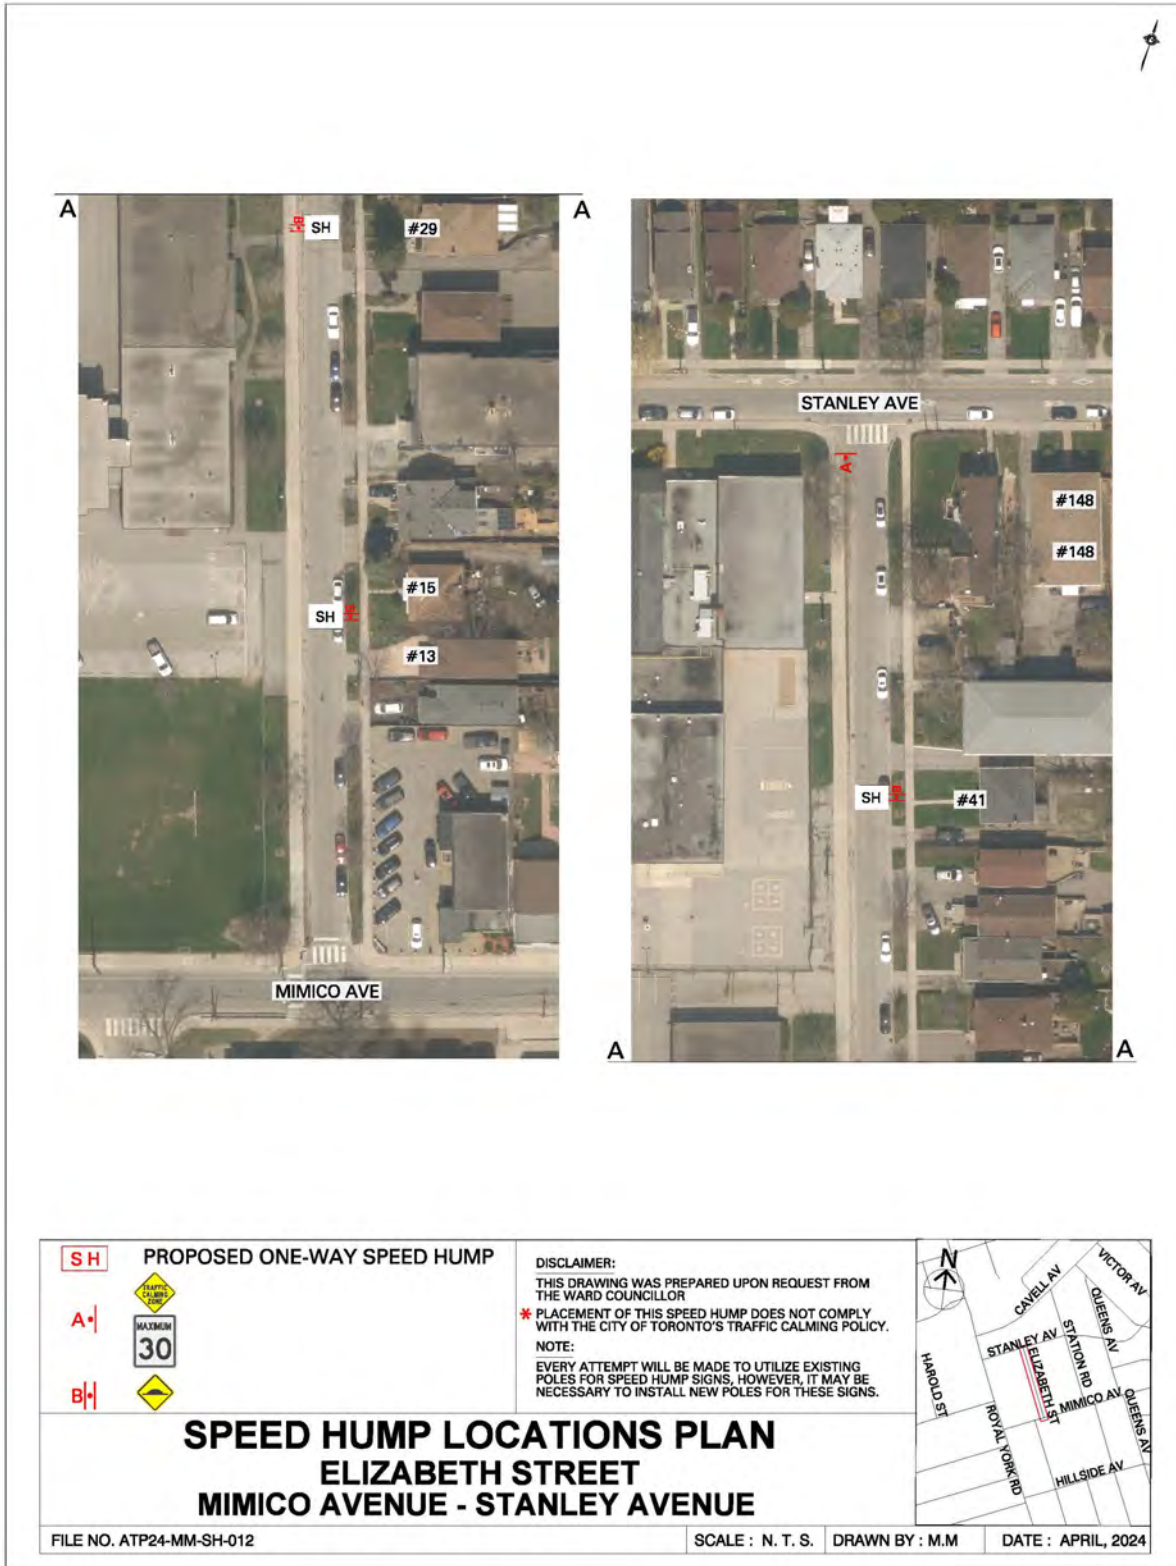 A
A
B
SH
#29
SH
B
#15
#13
MIMICO AVE
STANLEY AVE
A
#148
#148
SH
B
#41
A
A
SH
PROPOSED ONE-WAY SPEED HUMP
TRAFFIC
CALMING
ZONE
A
MAXIMUM
30
B
DISCLAIMER:
THIS DRAWING WAS PREPARED UPON REQUEST FROM
THE WARD COUNCILLOR
* PLACEMENT OF THIS SPEED HUMP DOES NOT COMPLY
WITH THE CITY OF TORONTO'S TRAFFIC CALMING POLICY.
NOTE:
EVERY ATTEMPT WILL BE MADE TO UTILIZE EXISTING
POLES FOR SPEED HUMP SIGNS, HOWEVER, IT MAY BE
NECESSARY TO INSTALL NEW POLES FOR THESE SIGNS.
N
CAVELL AV
VICTOR AV
QUEENS AV
STANLEY AV
STATION RD
HAROLD ST
ELIZABETH ST
MIMICO AV
QUEENS AV
ROYAL YORK RD
HILLSIDE AV
SPEED HUMP LOCATIONS PLAN
ELIZABETH STREET
MIMICO AVENUE - STANLEY AVENUE
FILE NO. ATP24-MM-SH-012
SCALE : N. T. S.
DRAWN BY : M.M
DATE : APRIL, 2024